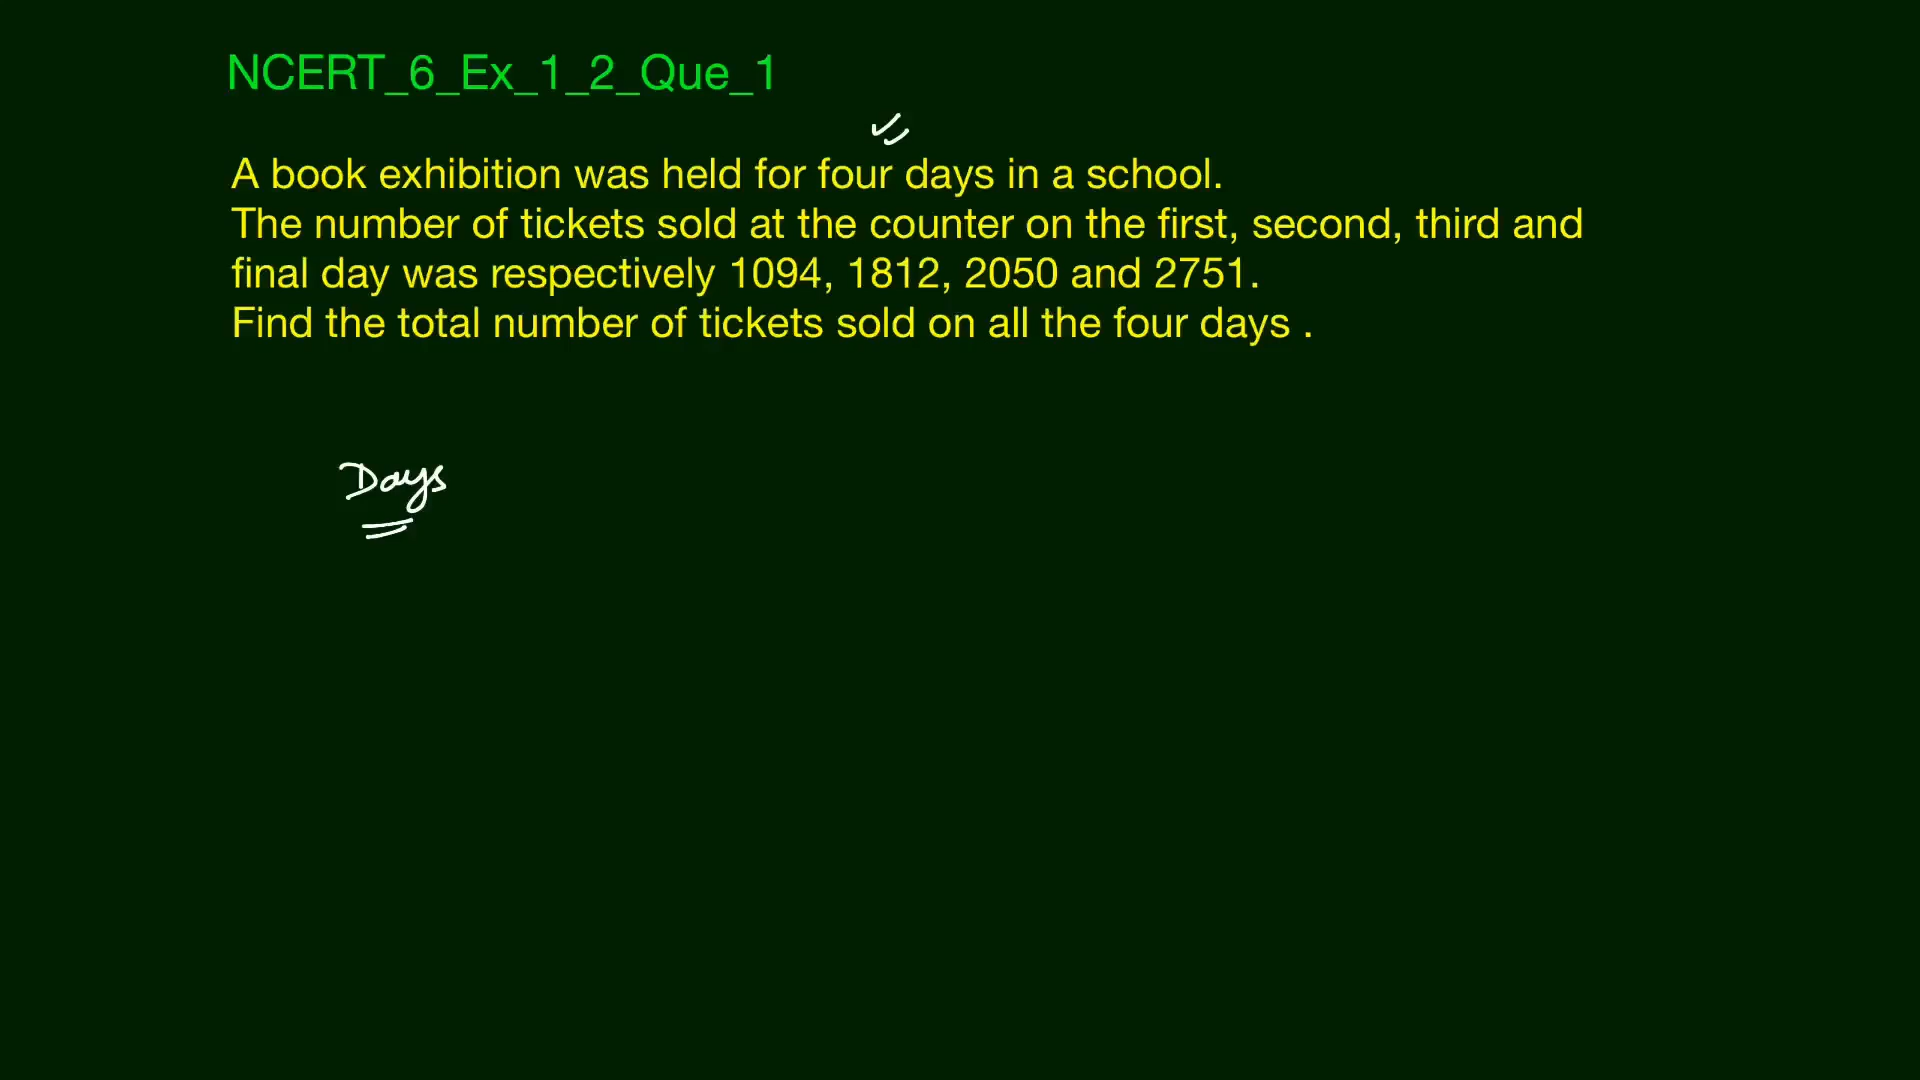 NCERT_6_Ex_1_2_Que_1
A book exhibition was held for four days in a school.
The number of tickets sold at the counter on the first, second, third and
final day was respectively 1094, 1812, 2050 and 2751.
Find the total number of tickets sold on all the four days .
Days